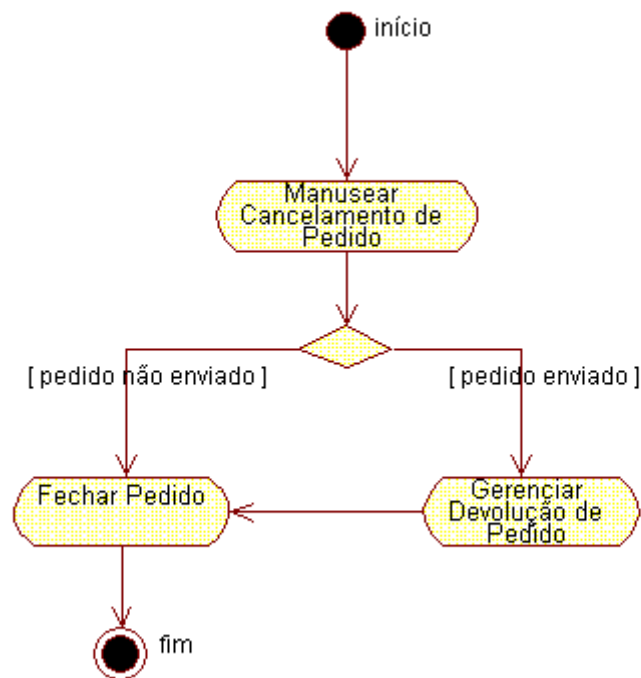 início
Manusear
Cancelamento de
Pedido
[ pedido não enviado ]
[ pedido enviado ]
Fechar Pedido
Gerenciar
Devolução de
Pedido
fim